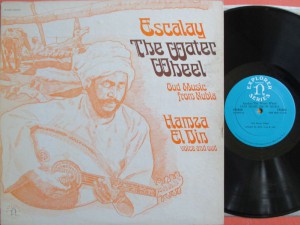 Escalay
The Water
Wheel
Oud Music
from Nubia
Hamza
El Din
voice and oud
EXPLORER
SERIES